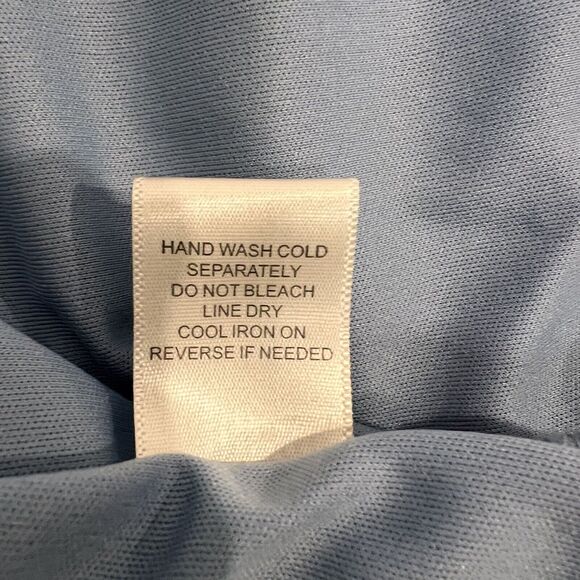 HAND WASH COLD
SEPARATELY
DO NOT BLEACH
LINE DRY
COOL IRON ON
REVERSE IF NEEDED